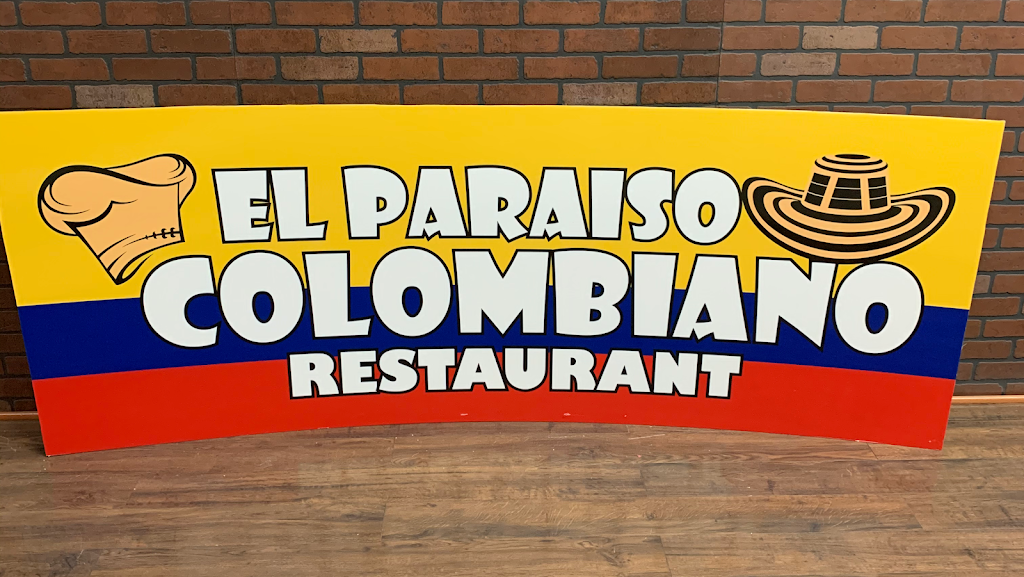 EL PARAISO
COLOMBIANO
RESTAURANT